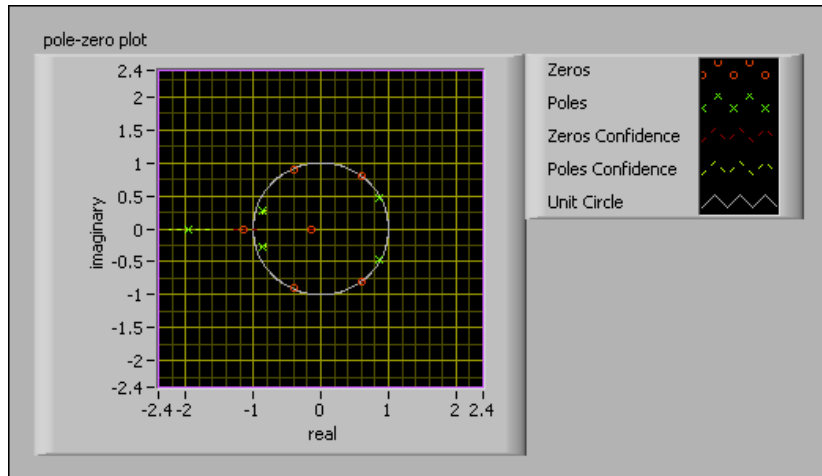 pole-zero plot
imaginary
2.4
2
1.5
1
0.5
0
-0.5
-1
-1.5
-2
-2.4
-2.4 -2 -1 0 1 2 2.4
real
Zeros
Poles
Zeros Confidence
Poles Confidence
Unit Circle